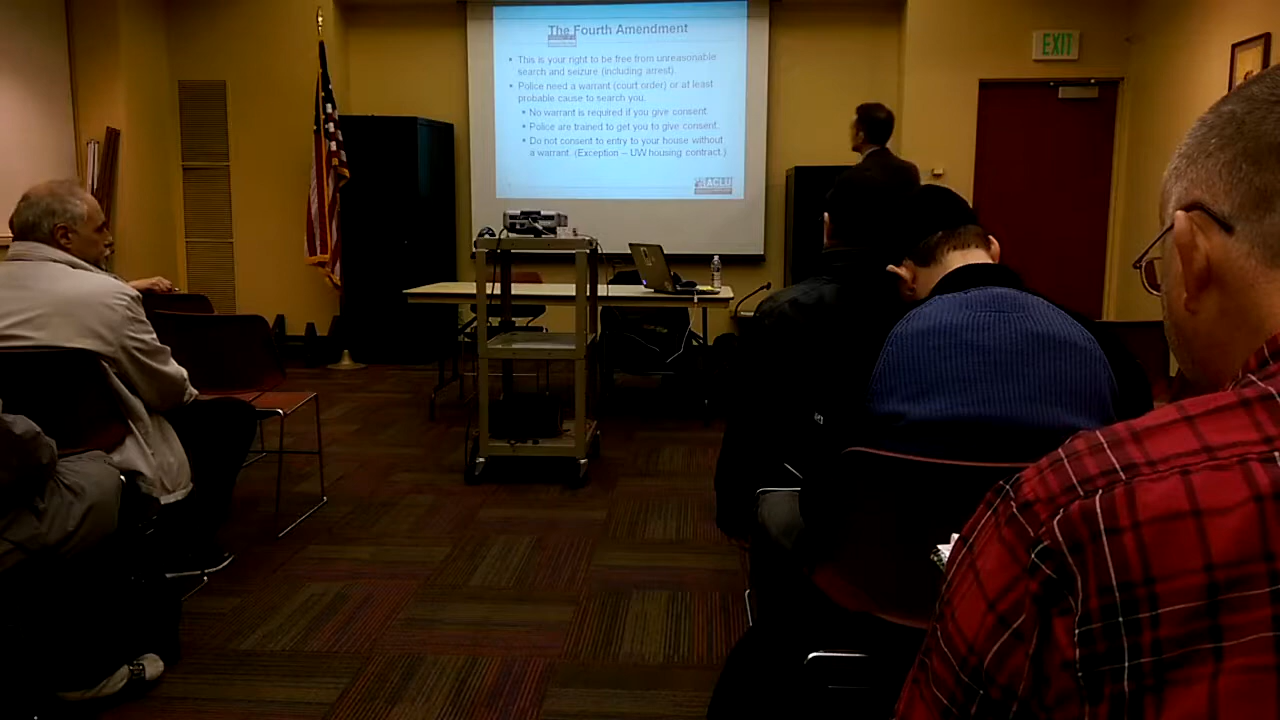 The Fourth Amendment
• This is your right to be free from unreasonable
search and seizure (including arrest).
• Police need a warrant (court order) or at least
probable cause to search you.
• No warrant is required if you give consent.
• Police are trained to get you to give consent.
• Do not consent to entry to your house without
a warrant. (Exception – UW housing contract.)
ACLU
EXIT